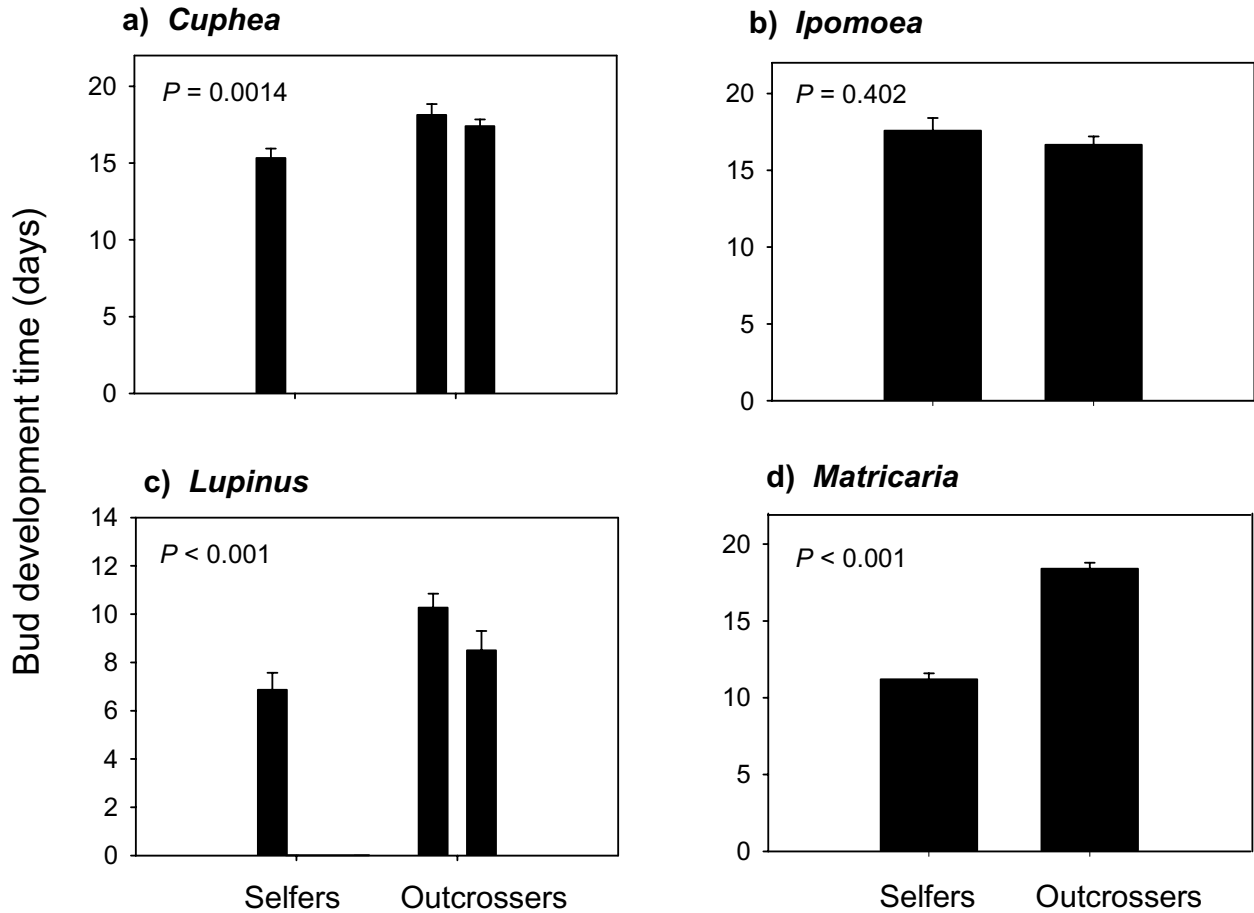 a) Cuphea
P = 0.0014
20
15
10
5
0
b) Ipomoea
P = 0.402
20
15
10
5
0
Bud development time (days)
c) Lupinus
P < 0.001
14
12
10
8
6
4
2
0
Selfers Outcrossers
d) Matricaria
P < 0.001
20
15
10
5
0
Selfers Outcrossers